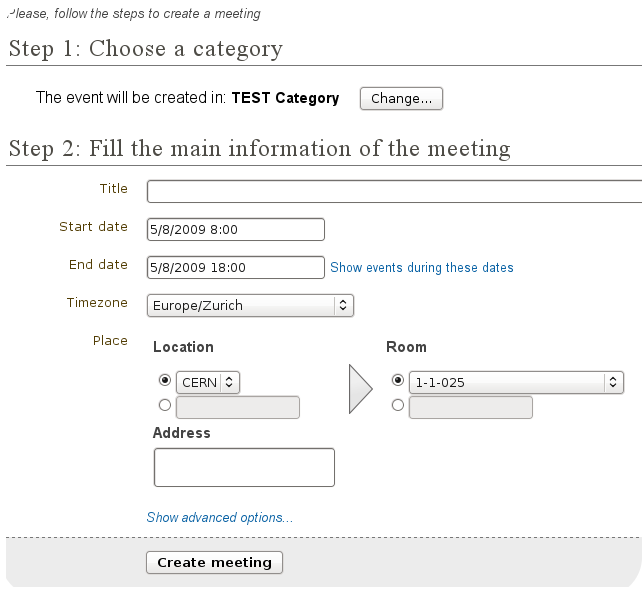 Please, follow the steps to create a meeting
Step 1: Choose a category
The event will be created in: TEST Category Change...
Step 2: Fill the main information of the meeting
Title
Start date 5/8/2009 8:00
End date 5/8/2009 18:00 Show events during these dates
Timezone Europe/Zurich
Place
Location Room
CERN 1-1-025
Address
Show advanced options...
Create meeting